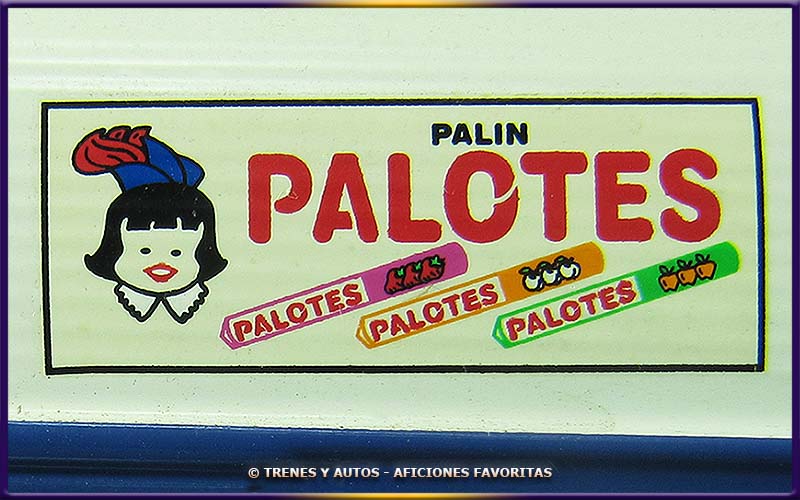 PALIN
PALOTES
PALOTES
PALOTES
PALOTES
© TRENES Y AUTOS - AFICIONES FAVORITAS